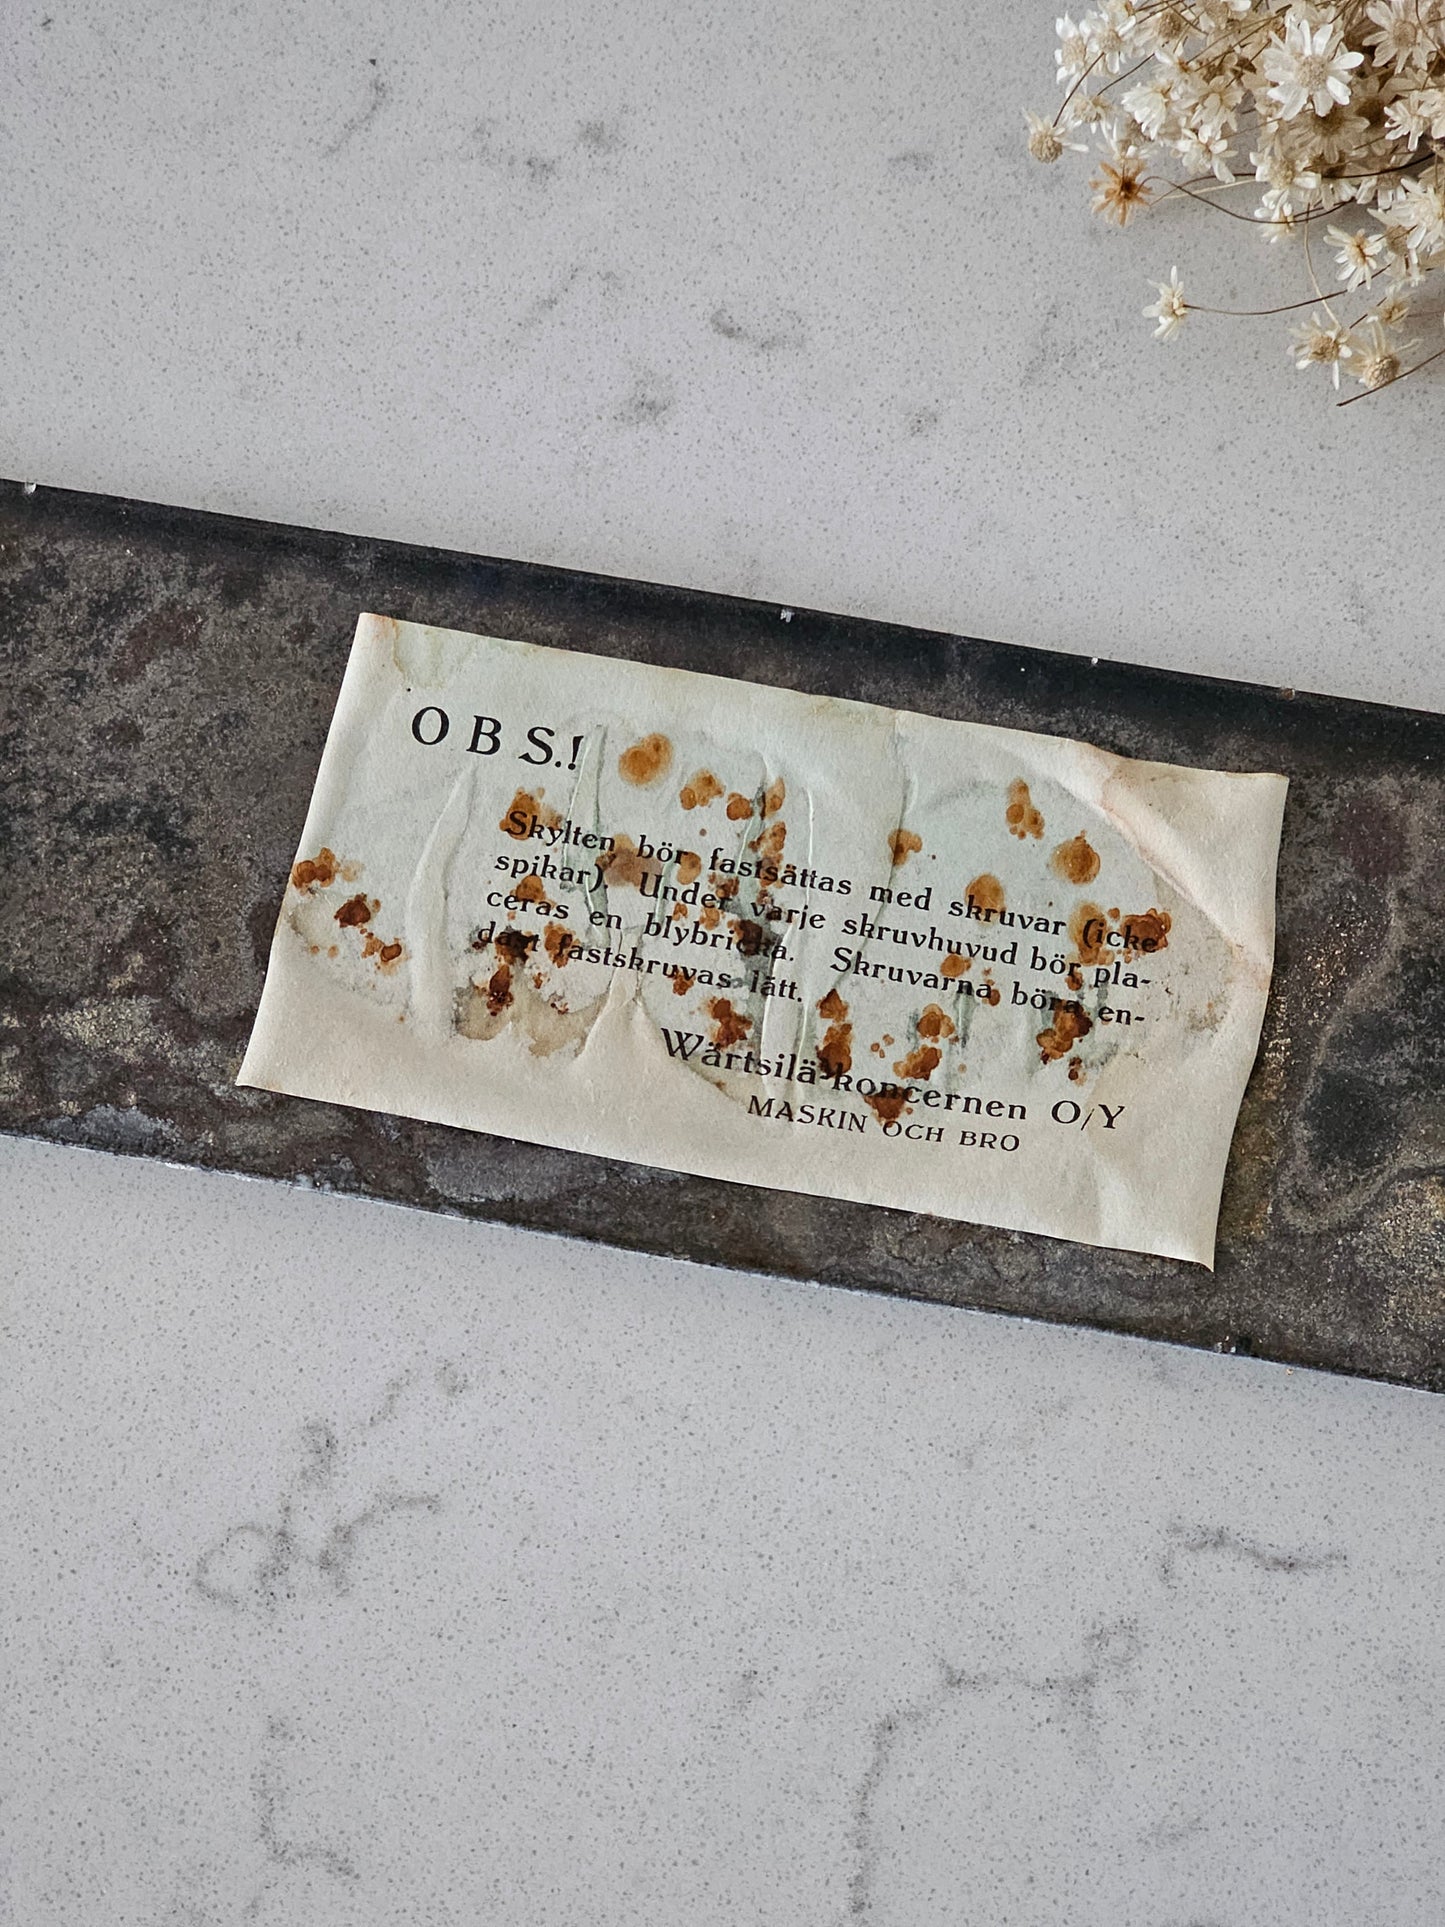 OBS.!
Skylten bör fastsättas med skruvar (icke
spikar). Under varje skruvhuvud bör pla-
ceras en blybricka. Skruvarna böra en-
dast fastskruvas lätt.
Wärtsilä-koncernen O/Y
MASKIN OCH BRO